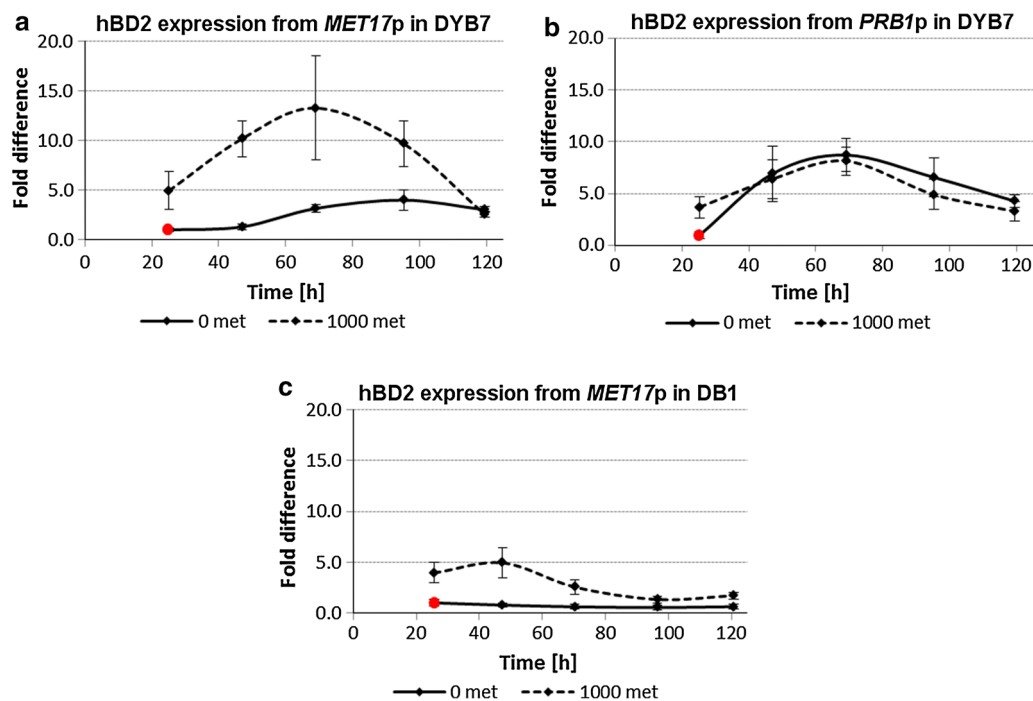 a hBD2 expression from MET17p in DYB7
20.0
15.0
10.0
5.0
0.0
Fold difference
0 20 40 60 80 100 120
Time [h]
0 met 1000 met
b hBD2 expression from PRB1p in DYB7
20.0
15.0
10.0
5.0
0.0
Fold difference
0 20 40 60 80 100 120
Time [h]
0 met 1000 met
c hBD2 expression from MET17p in DB1
20.0
15.0
10.0
5.0
0.0
Fold difference
0 20 40 60 80 100 120
Time [h]
0 met 1000 met